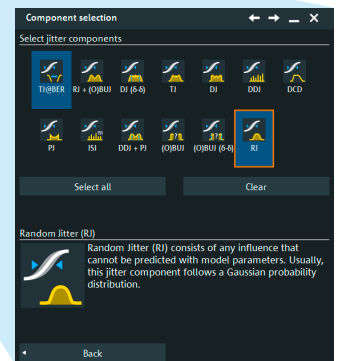 Component selection
Select jitter components
TJ@BER RJ + (O)BUJ DJ (δ-δ) TJ DJ DDJ DCD
PJ ISI DDJ + PJ (O)BUJ (O)BUJ (δ-δ) RJ
Select all Clear
Random Jitter (RJ)
Random Jitter (RJ) consists of any influence that
cannot be predicted with model parameters. Usually,
this jitter component follows a Gaussian probability
distribution.
Back